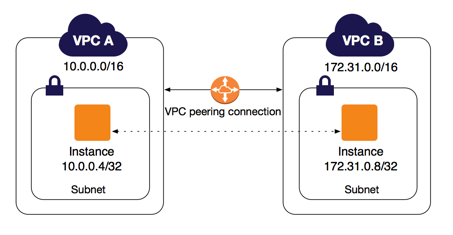 VPC A
10.0.0.0/16
Instance
10.0.0.4/32
Subnet
VPC peering connection
VPC B
172.31.0.0/16
Instance
172.31.0.8/32
Subnet